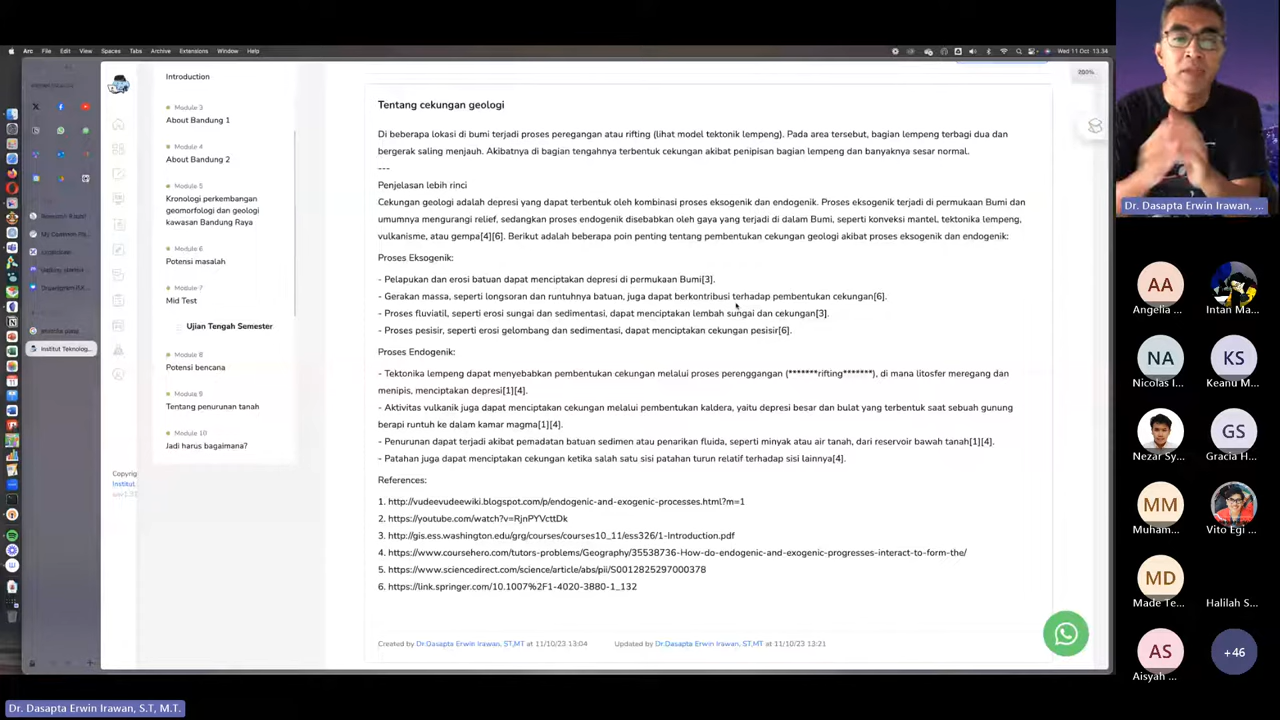 Arc File Edit View Spaces Tabs Archive Extensions Window Help
Wed 11 Oct 13.34
Introduction
Module 3
About Bandung 1
Module 4
About Bandung 2
Module 5
Kronologi perkembangan
geomorfologi dan geologi
kawasan Bandung Raya
Module 6
Potensi masalah
Module 7
Mid Test
Ujian Tengah Semester
Module 8
Potensi bencana
Module 9
Tentang penurunan tanah
Module 10
Jadi harus bagaimana?
Copyrig
Institut
Institut Teknolog...
Tentang cekungan geologi
Di beberapa lokasi di bumi terjadi proses peregangan atau rifting (lihat model tektonik lempeng). Pada area tersebut, bagian lempeng terbagi dua dan
bergerak saling menjauh. Akibatnya di bagian tengahnya terbentuk cekungan akibat penipisan bagian lempeng dan banyaknya sesar normal.
---
Penjelasan lebih rinci
Cekungan geologi adalah depresi yang dapat terbentuk oleh kombinasi proses eksogenik dan endogenik. Proses eksogenik terjadi di permukaan Bumi dan
umumnya mengurangi relief, sedangkan proses endogenik disebabkan oleh gaya yang terjadi di dalam Bumi, seperti konveksi mantel, tektonika lempeng,
vulkanisme, atau gempa[4][6]. Berikut adalah beberapa poin penting tentang pembentukan cekungan geologi akibat proses eksogenik dan endogenik:
Proses Eksogenik:
- Pelapukan dan erosi batuan dapat menciptakan depresi di permukaan Bumi[3].
- Gerakan massa, seperti longsoran dan runtuhnya batuan, juga dapat berkontribusi terhadap pembentukan cekungan[6].
- Proses fluviatil, seperti erosi sungai dan sedimentasi, dapat menciptakan lembah sungai dan cekungan[3].
- Proses pesisir, seperti erosi gelombang dan sedimentasi, dapat menciptakan cekungan pesisir[6].
Proses Endogenik:
- Tektonika lempeng dapat menyebabkan pembentukan cekungan melalui proses perenggangan (*******rifting*******), di mana litosfer meregang dan
menipis, menciptakan depresi[1][4].
- Aktivitas vulkanik juga dapat menciptakan cekungan melalui pembentukan kaldera, yaitu depresi besar dan bulat yang terbentuk saat sebuah gunung
berapi runtuh ke dalam kamar magma[1][4].
- Penurunan dapat terjadi akibat pemadatan batuan sedimen atau penarikan fluida, seperti minyak atau air tanah, dari reservoir bawah tanah[1][4].
- Patahan juga dapat menciptakan cekungan ketika salah satu sisi patahan turun relatif terhadap sisi lainnya[4].
References:
1. http://vudeevudeewiki.blogspot.com/p/endogenic-and-exogenic-processes.html?m=1
2. https://youtube.com/watch?v=RjnPYVcttDk
3. http://gis.ess.washington.edu/grg/courses/courses10_11/ess326/1-Introduction.pdf
4. https://www.coursehero.com/tutors-problems/Geography/35538736-How-do-endogenic-and-exogenic-progresses-interact-to-form-the/
5. https://www.sciencedirect.com/science/article/abs/pii/S0012825297000378
6. https://link.springer.com/10.1007%2F1-4020-3880-1_132
Created by Dr.Dasapta Erwin Irawan, ST,MT at 11/10/23 13:04 Updated by Dr.Dasapta Erwin Irawan, ST,MT at 11/10/23 13:21
Dr. Dasapta Erwin Irawan, ...
AA
Angelia ...
Intan ...
NA
Nicolas I...
KS
Keanu M...
Nezar Sy...
GS
Gracia H...
MM
Muham...
Vito Egi ...
MD
Made Te...
Halilah S...
AS
Aisyah ...
+46
Dr. Dasapta Erwin Irawan, S.T, M.T.